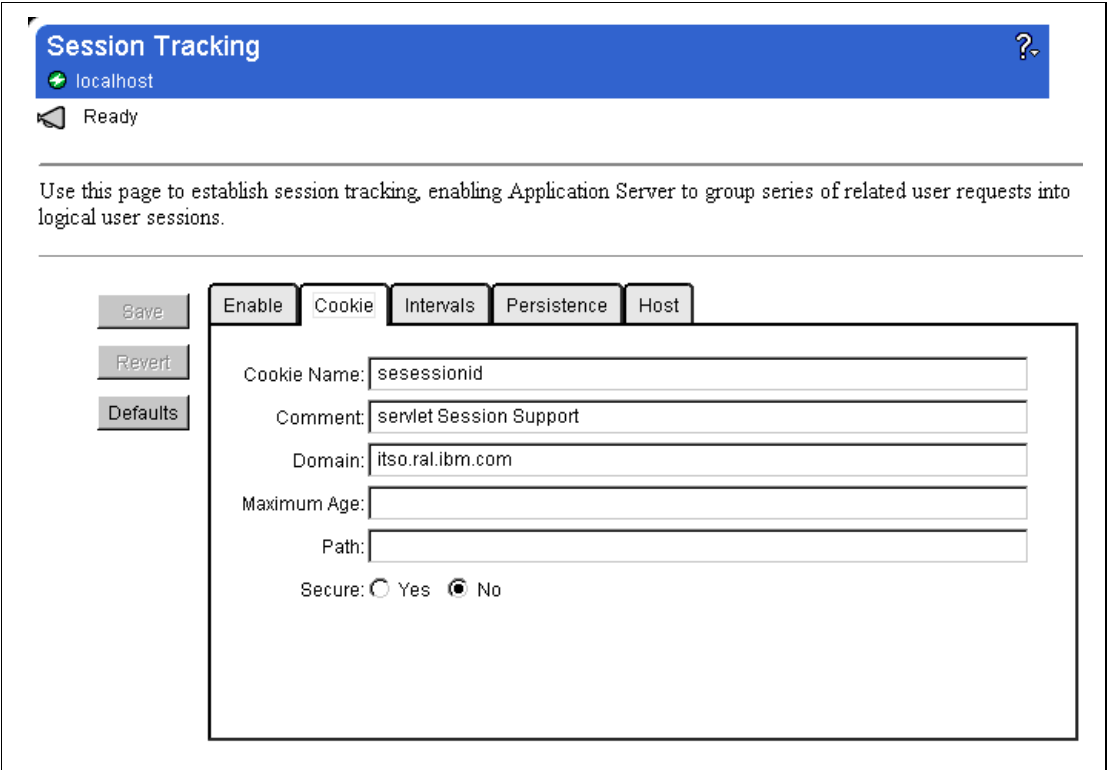 Session Tracking
?
localhost
Ready
Use this page to establish session tracking, enabling Application Server to group series of related user requests into
logical user sessions.
Save
Revert
Defaults
Enable Cookie Intervals Persistence Host
Cookie Name: sesessionid
Comment: servlet Session Support
Domain: itso.ral.ibm.com
Maximum Age:
Path:
Secure: Yes No